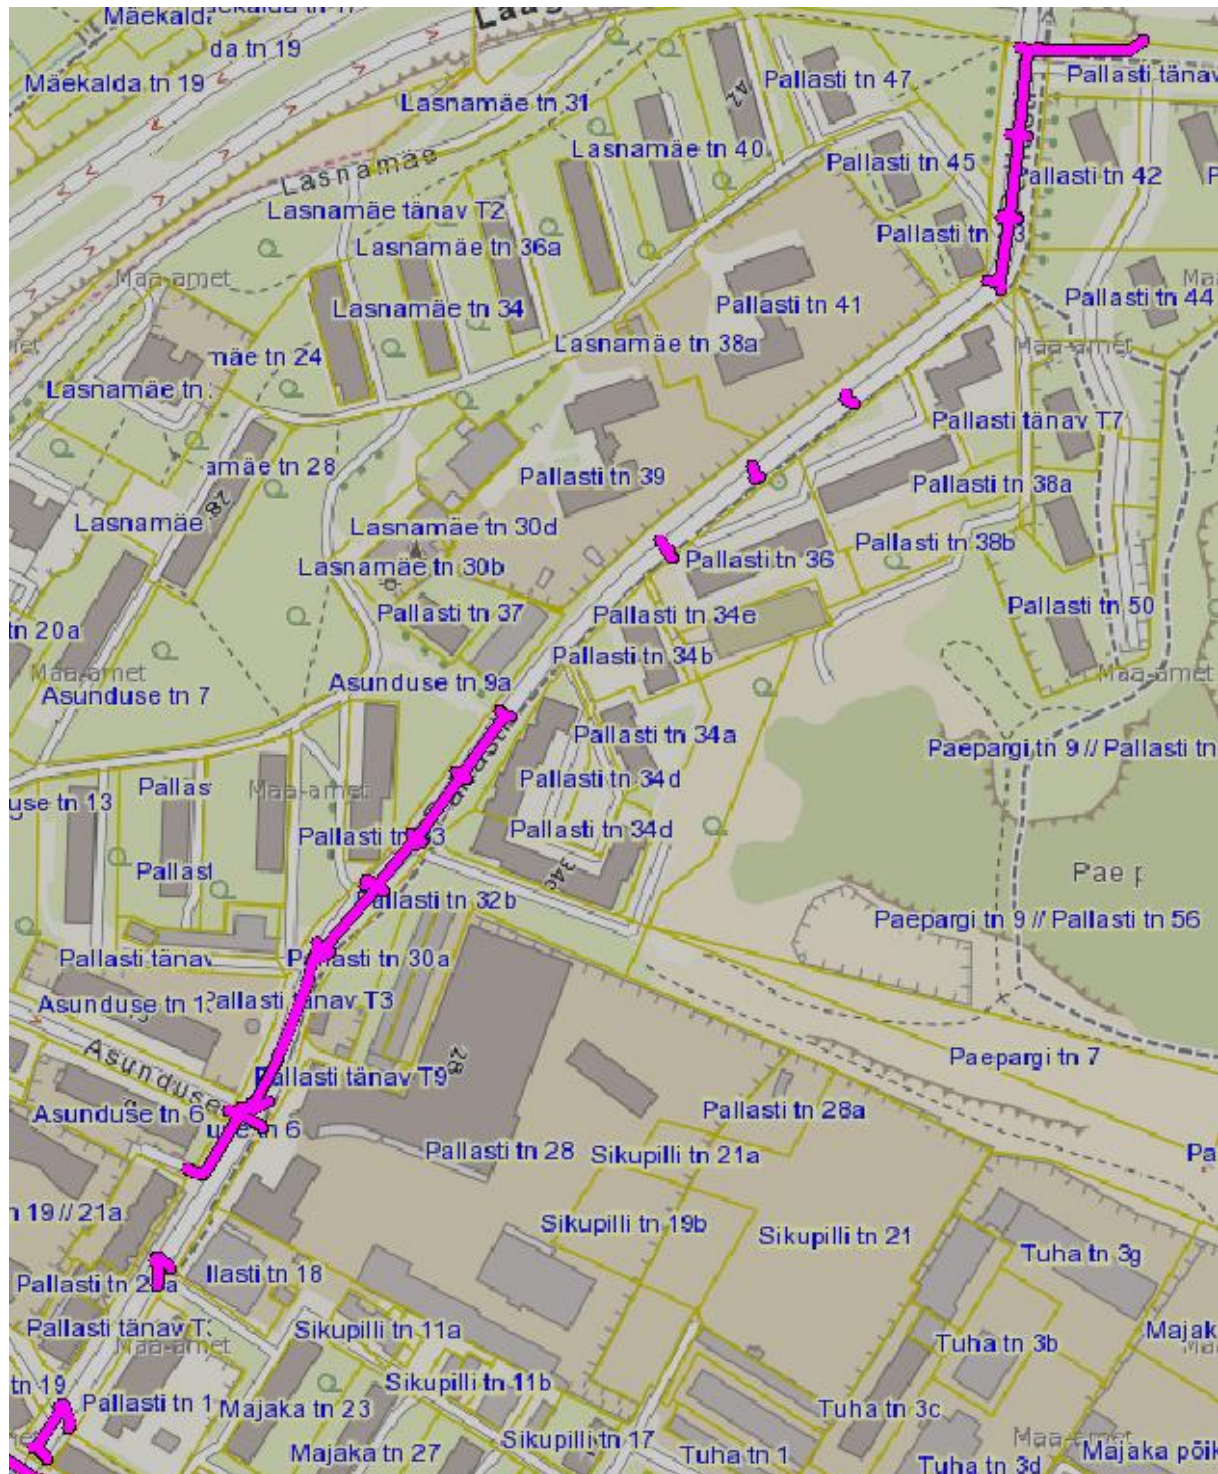 Mäekalda tn 19
Lasnamäe tn 31
Pallasti tn 47
Lasnamäe tn 40
42
Pallasti tn 45
Lasnamäe
Pallasti tn 42
Lasnamäe tänav T2
Lasnamäe tn 36a
Maa-amet
Pallasti tn 41
Pallasti tn 44
Lasnamäe tn 34
Lasnamäe tn 38a
Maa-amet
mäe tn 24
Lasnamäe tn
Pallasti tänav T7
amäe tn 28
Pallasti tn 39
Pallasti tn 38a
28
Lasnamäe
Lasnamäe tn 30d
Pallasti tn 38b
Lasnamäe tn 30b
Pallasti tn 36
Pallasti tn 37
Pallasti tn 34e
Pallasti tn 50
tn 20a
Pallasti tn 34b
Maa-amet
Maa-amet
Asunduse tn 7
Asunduse tn 9a
Pallasti tn 34a
Paepargi tn 9 // Pallasti tn
Pallasti tn 34d
Maa-amet
use tn 13
Pallasti tn 34d
34c
Paepargi tn 9 // Pallasti tn 56
Pallasti tn 32b
Pallasti tn 30a
Pallasti tänav T3
Asunduse
28
Paepargi tn 7
Pallasti tänav T9
Asunduse tn 6
Pallasti tn 28a
Pallasti tn 28
Sikupilli tn 21a
19 // 21a
Sikupilli tn 19b
Sikupilli tn 21
Tuha tn 3g
llasti tn 18
Sikupilli tn 11a
Maa-amet
Tuha tn 3b
tn 19
Sikupilli tn 11b
Majaka tn 23
Tuha tn 3c
Majaka tn 27
Sikupilli tn 17
Tuha tn 1
Maa-amet
Majaka põik
Tuha tn 3d